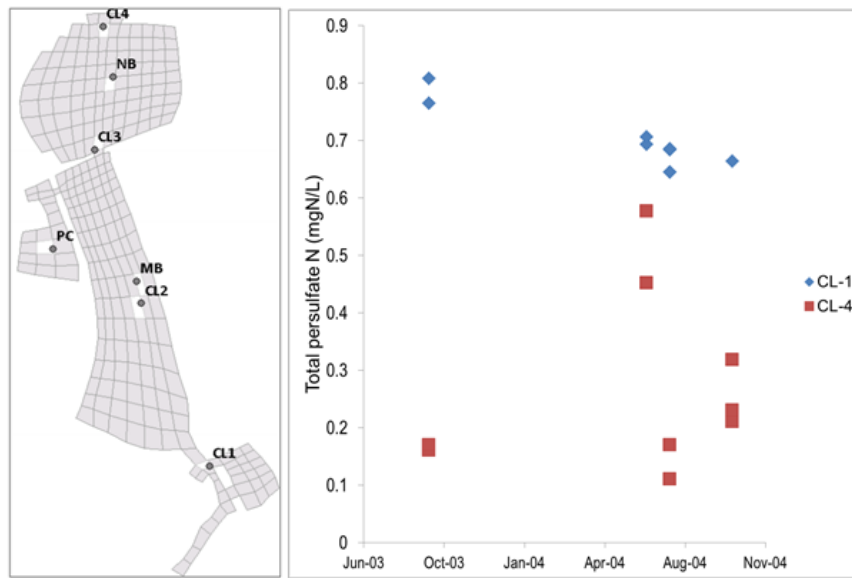 CL4
NB
CL3
PC
MB
CL2
CL1
Total persulfate N (mgN/L)
0.9
0.8
0.7
0.6
0.5
0.4
0.3
0.2
0.1
0
Jun-03 Oct-03 Jan-04 Apr-04 Aug-04 Nov-04
CL-1
CL-4